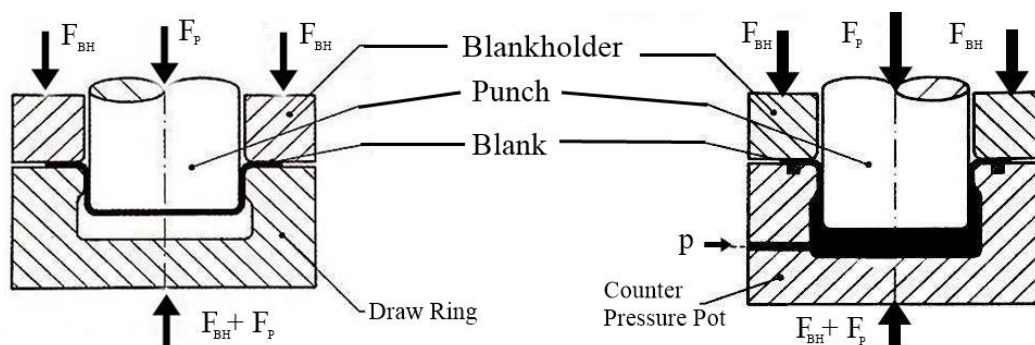 F_BH F_P F_BH
Blankholder
Punch
Blank
Draw Ring
F_BH + F_P
F_BH F_P F_BH
p
Counter
Pressure Pot
F_BH + F_P